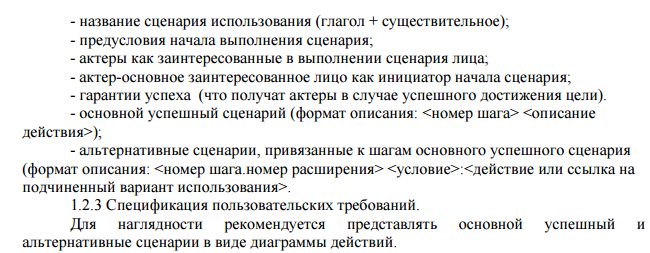 - название сценария использования (глагол + существительное);
- предусловия начала выполнения сценария;
- актеры как заинтересованные в выполнении сценария лица;
- актер-основное заинтересованное лицо как инициатор начала сценария;
- гарантии успеха (что получат актеры в случае успешного достижения цели).
- основной успешный сценарий (формат описания: <номер шага> <описание
действия>);
- альтернативные сценарии, привязанные к шагам основного успешного сценария
(формат описания: <номер шага.номер расширения> <условие>:<действие или ссылка на
подчиненный вариант использования>.
1.2.3 Спецификация пользовательских требований.
Для наглядности рекомендуется представлять основной успешный и
альтернативные сценарии в виде диаграммы действий.